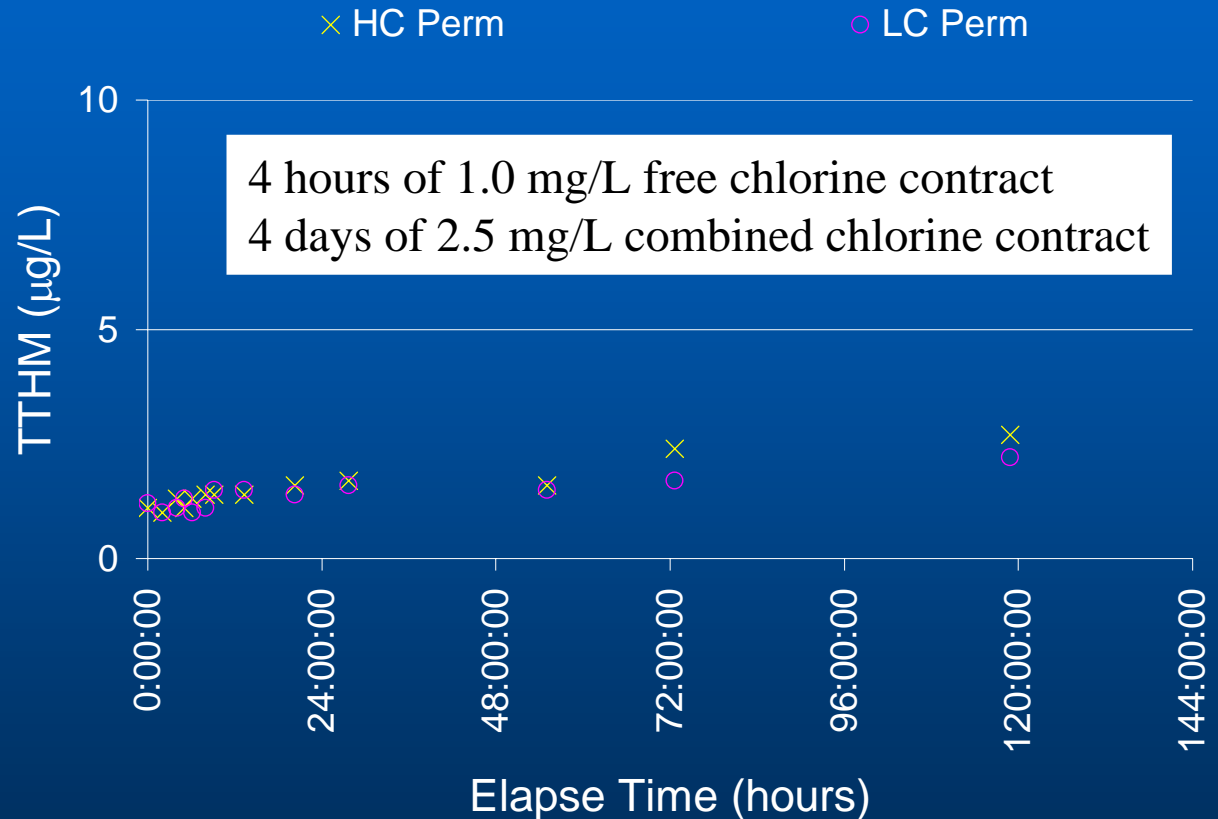 HC Perm LC Perm
10
4 hours of 1.0 mg/L free chlorine contract
4 days of 2.5 mg/L combined chlorine contract
TTHM (µg/L)
5
0
0:00:00 24:00:00 48:00:00 72:00:00 96:00:00 120:00:00 144:00:00
Elapse Time (hours)